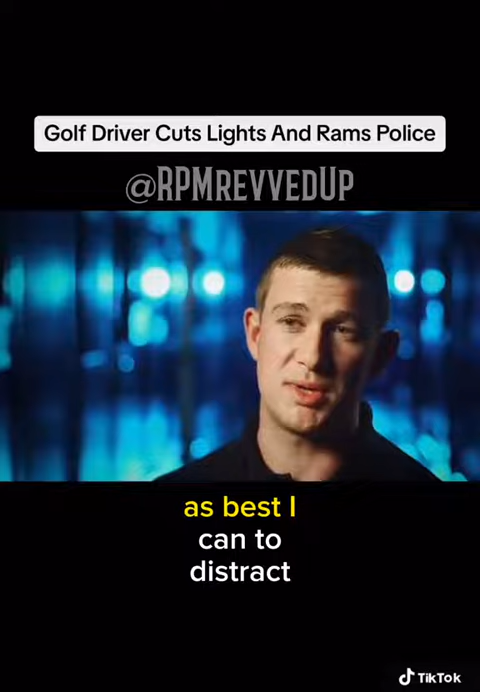 Golf Driver Cuts Lights And Rams Police
@RPMREVVEDUP
as best I
can to
distract
TikTok